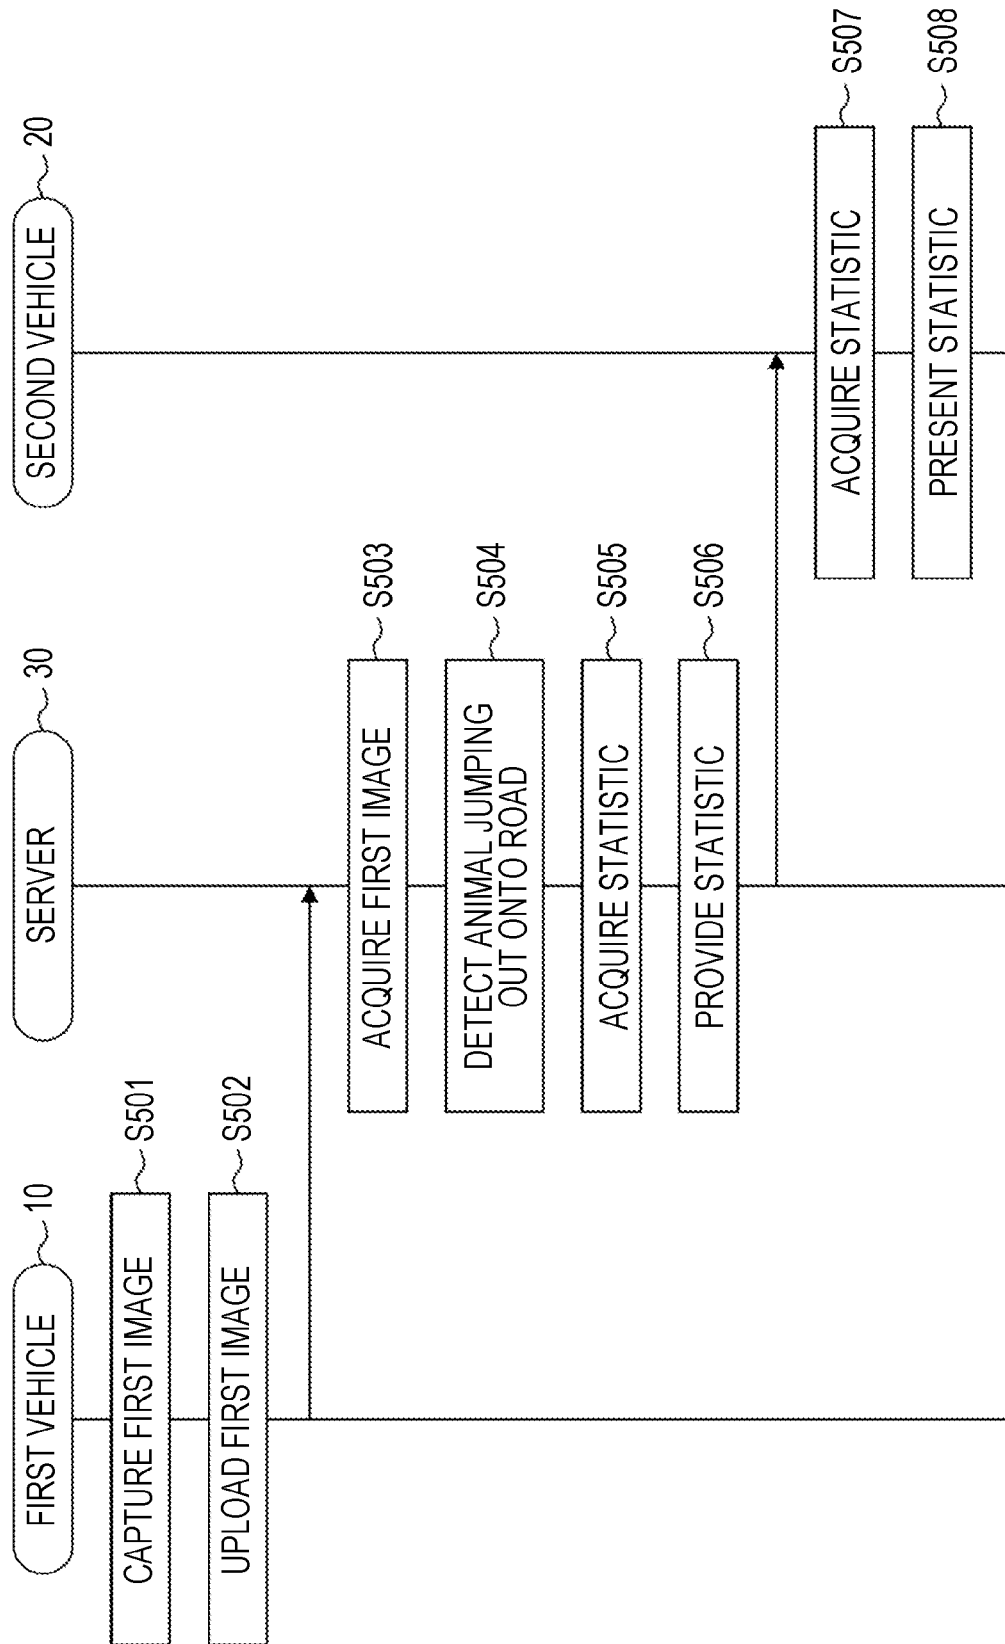 FIRST VEHICLE
10
SERVER
30
SECOND VEHICLE
20
CAPTURE FIRST IMAGE
S501
UPLOAD FIRST IMAGE
S502
ACQUIRE FIRST IMAGE
S503
DETECT ANIMAL JUMPING
OUT ONTO ROAD
S504
ACQUIRE STATISTIC
S505
PROVIDE STATISTIC
S506
ACQUIRE STATISTIC
S507
PRESENT STATISTIC
S508